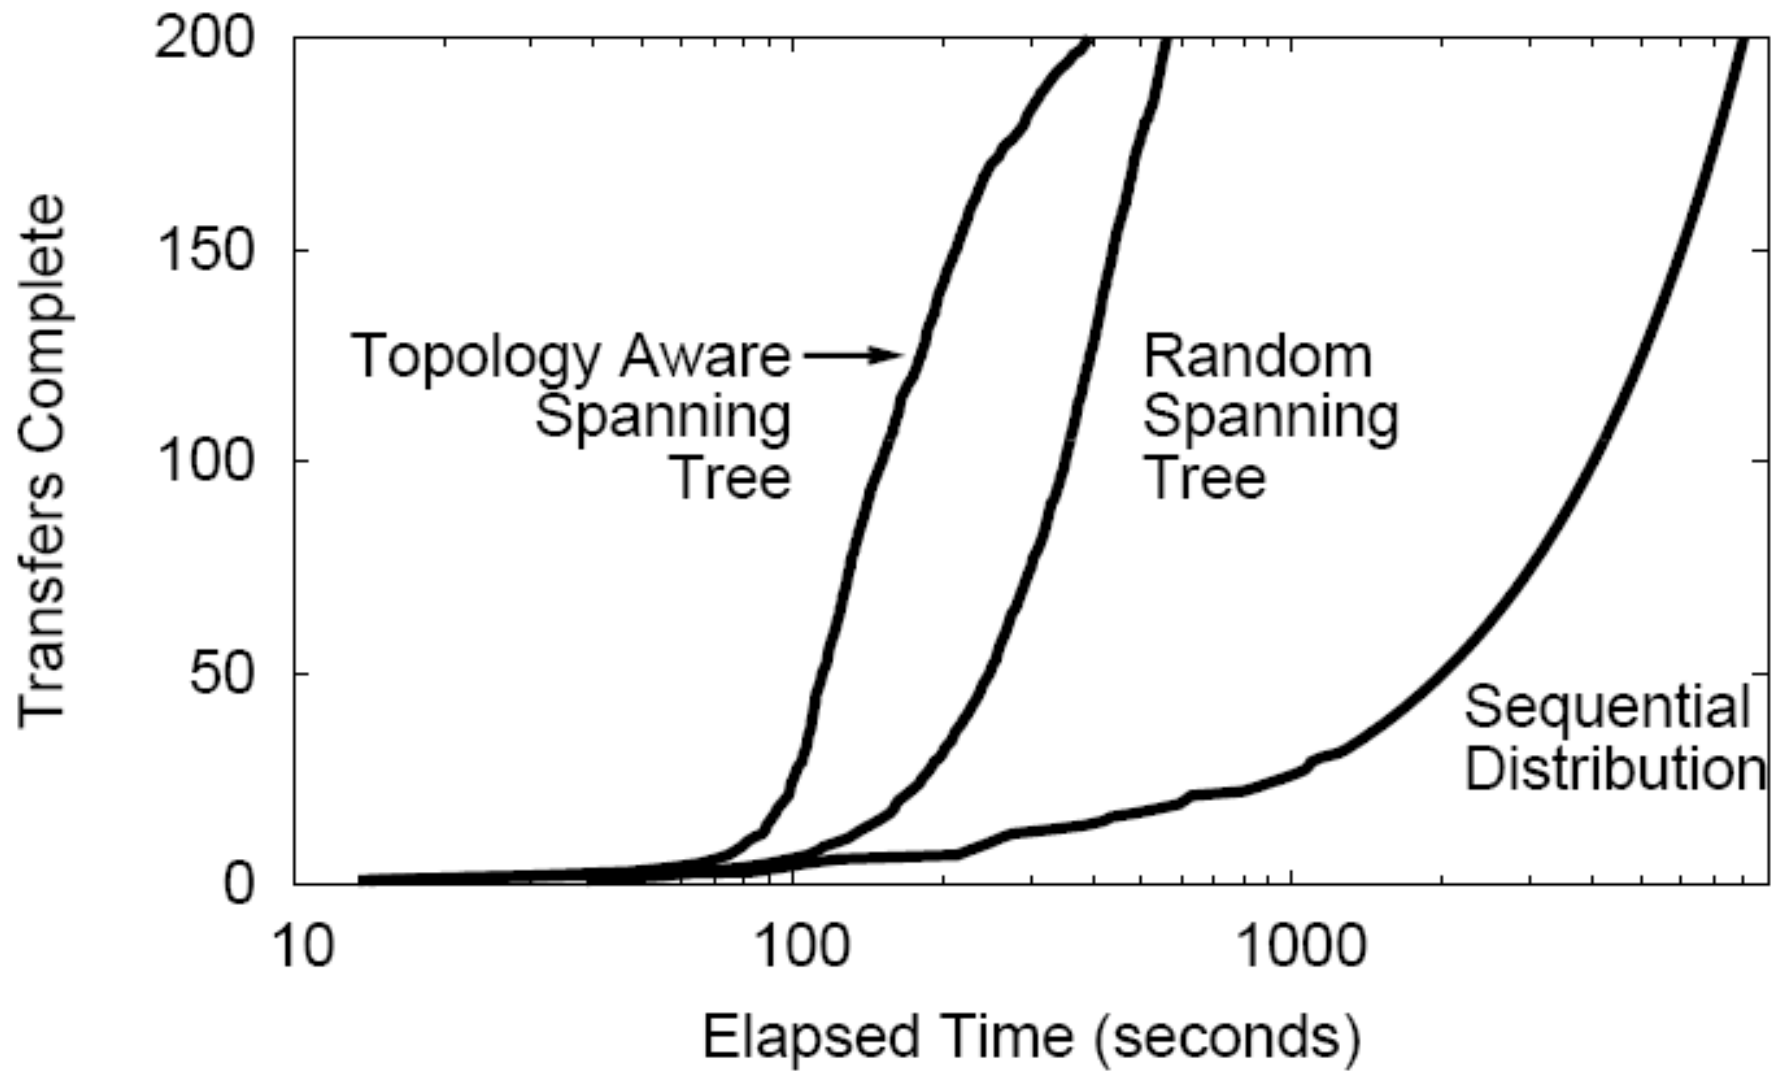 200
150
100
50
0
Transfers Complete
Topology Aware
Spanning
Tree
Random
Spanning
Tree
Sequential
Distribution
10
100
1000
Elapsed Time (seconds)